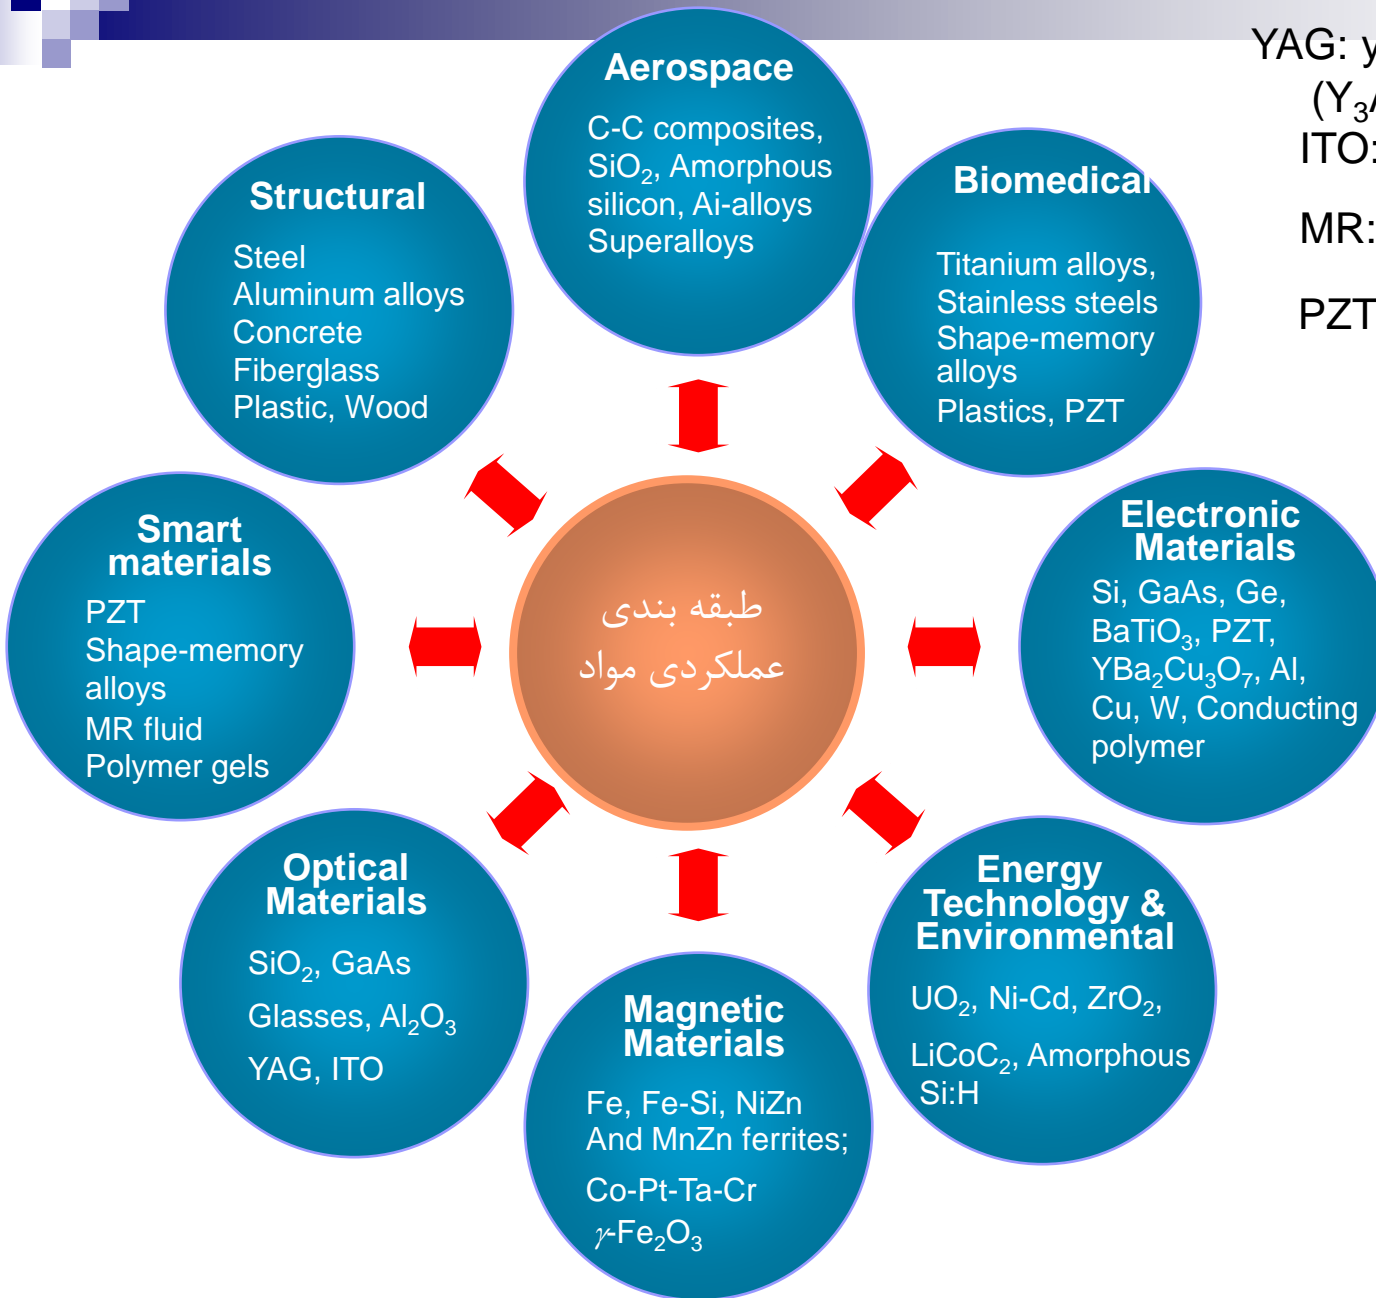 Aerospace
C-C composites,
SiO₂, Amorphous
silicon, Ai-alloys
Superalloys
Structural
Steel
Aluminum alloys
Concrete
Fiberglass
Plastic, Wood
Biomedical
Titanium alloys,
Stainless steels
Shape-memory
alloys
Plastics, PZT
YAG:
(Y₃
ITO:
MR:
PZT
Smart
materials
PZT
Shape-memory
alloys
MR fluid
Polymer gels
طبقه بندی
عملکردی مواد
Electronic
Materials
Si, GaAs, Ge,
BaTiO₃, PZT,
YBa₂Cu₃O₇, Al,
Cu, W, Conducting
polymer
Optical
Materials
SiO₂, GaAs
Glasses, Al₂O₃
YAG, ITO
Magnetic
Materials
Fe, Fe-Si, NiZn
And MnZn ferrites;
Co-Pt-Ta-Cr
γ-Fe₂O₃
Energy
Technology &
Environmental
UO₂, Ni-Cd, ZrO₂,
LiCoC₂, Amorphous
Si:H